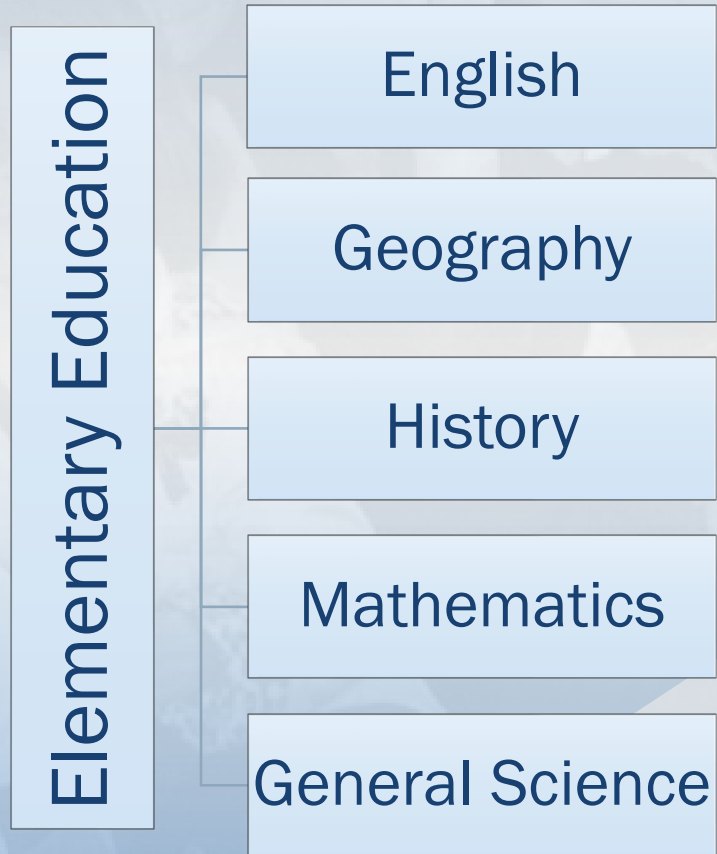 Elementary Education
English
Geography
History
Mathematics
General Science